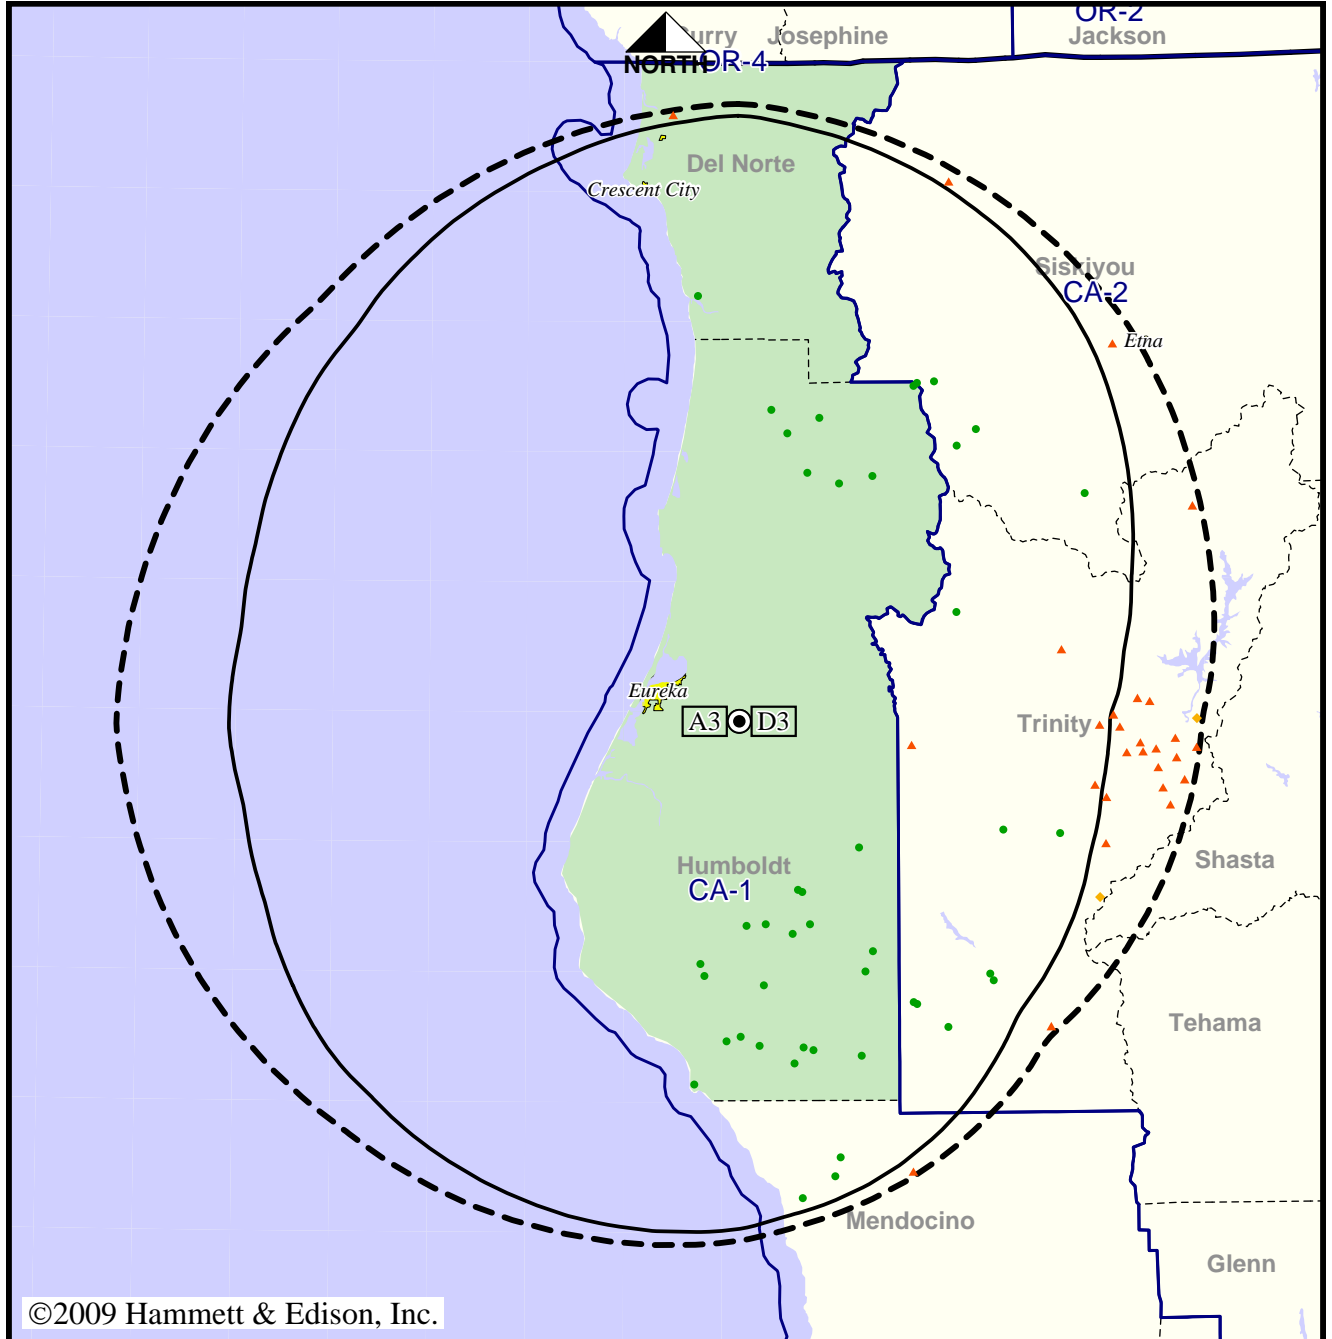 OR-2
Curry Josephine Jackson
NORTH OR-4
Del Norte
Crescent City
Siskiyou
CA-2
Etna
Eureka
A3 D3 Trinity
Humboldt Shasta
CA-1
Tehama
Mendocino
Glenn
©2009 Hammett & Edison, Inc.